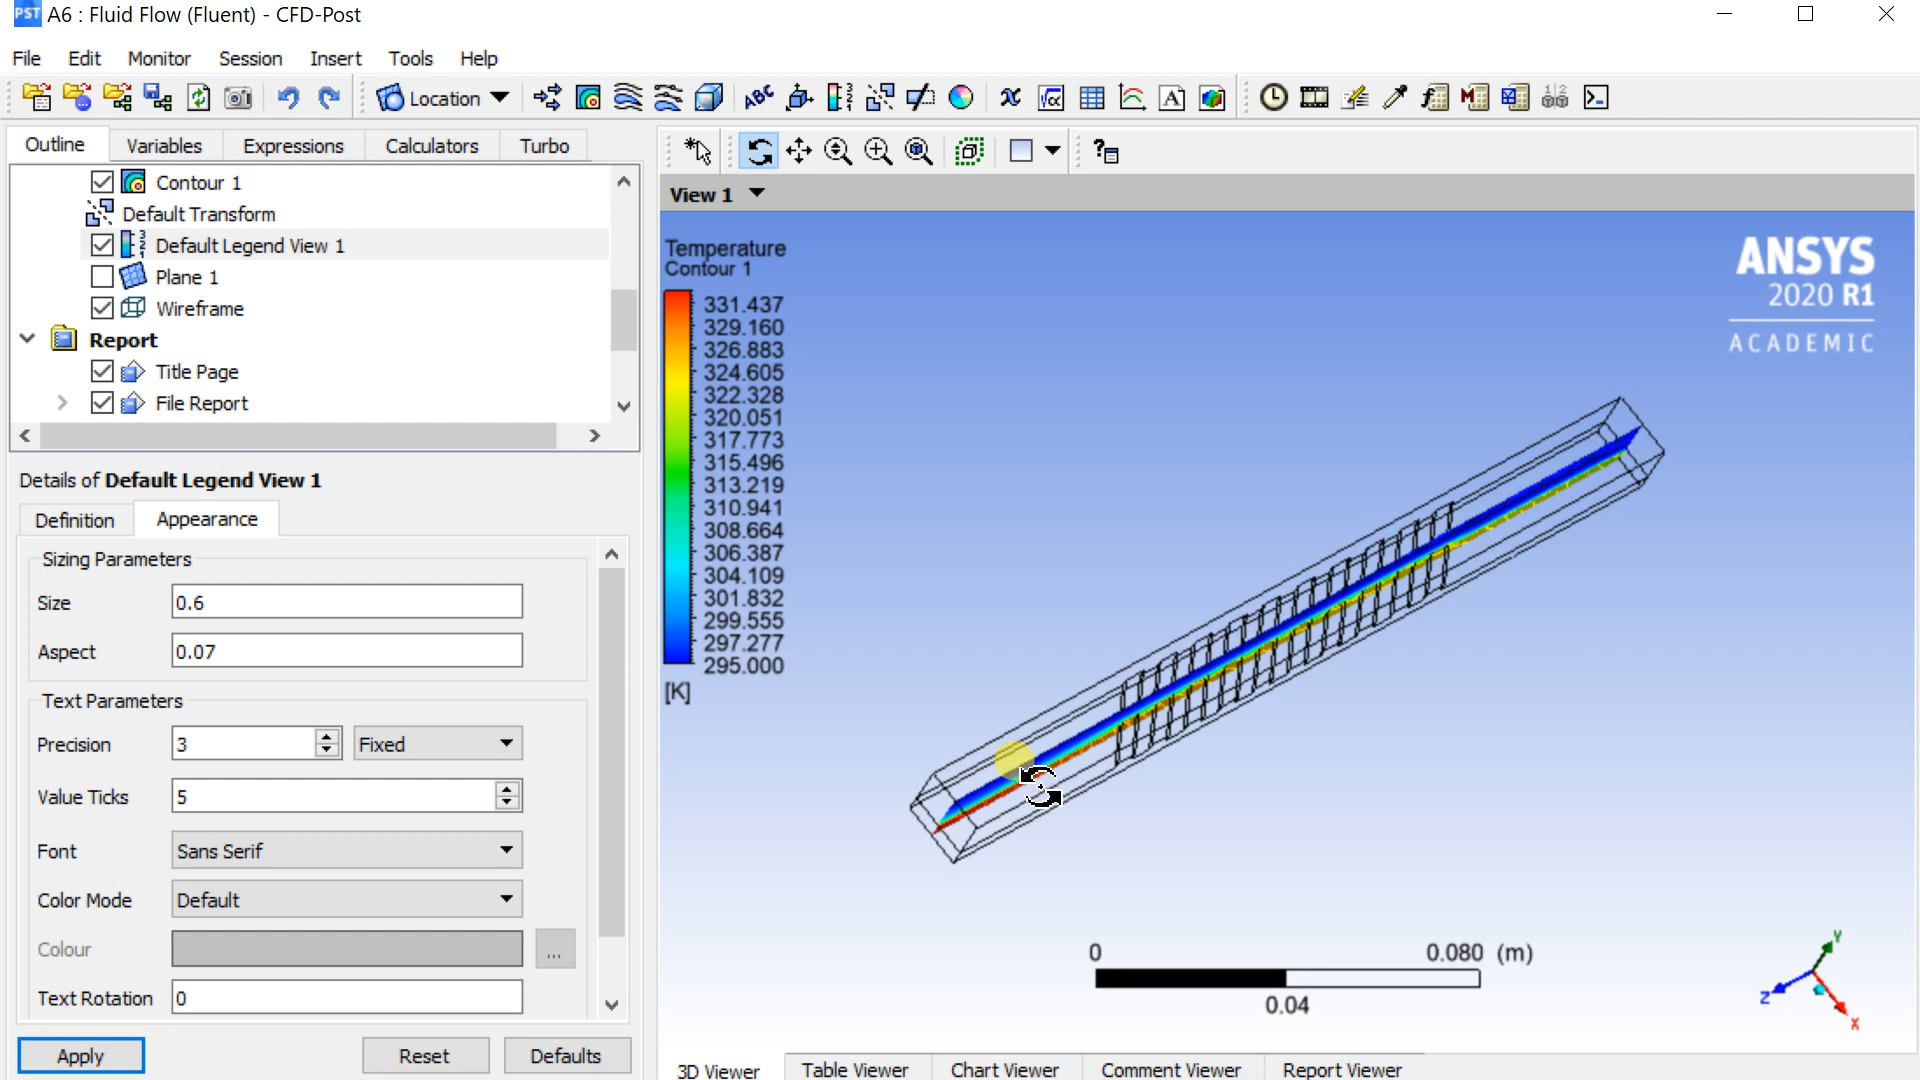 PST A6 : Fluid Flow (Fluent) - CFD-Post
File Edit Monitor Session Insert Tools Help
Location
Outline Variables Expressions Calculators Turbo
Contour 1
Default Transform
Default Legend View 1
Plane 1
Wireframe
Report
Title Page
File Report
Details of Default Legend View 1
Definition Appearance
Sizing Parameters
Size 0.6
Aspect 0.07
Text Parameters
Precision 3 Fixed
Value Ticks 5
Font Sans Serif
Color Mode Default
Colour ...
Text Rotation 0
Apply Reset Defaults
View 1
Temperature
Contour 1
331.437
329.160
326.883
324.605
322.328
320.051
317.773
315.496
313.219
310.941
308.664
306.387
304.109
301.832
299.555
297.277
295.000
[K]
ANSYS
2020 R1
ACADEMIC
0 0.080 (m)
0.04
Y
Z
X
3D Viewer Table Viewer Chart Viewer Comment Viewer Report Viewer